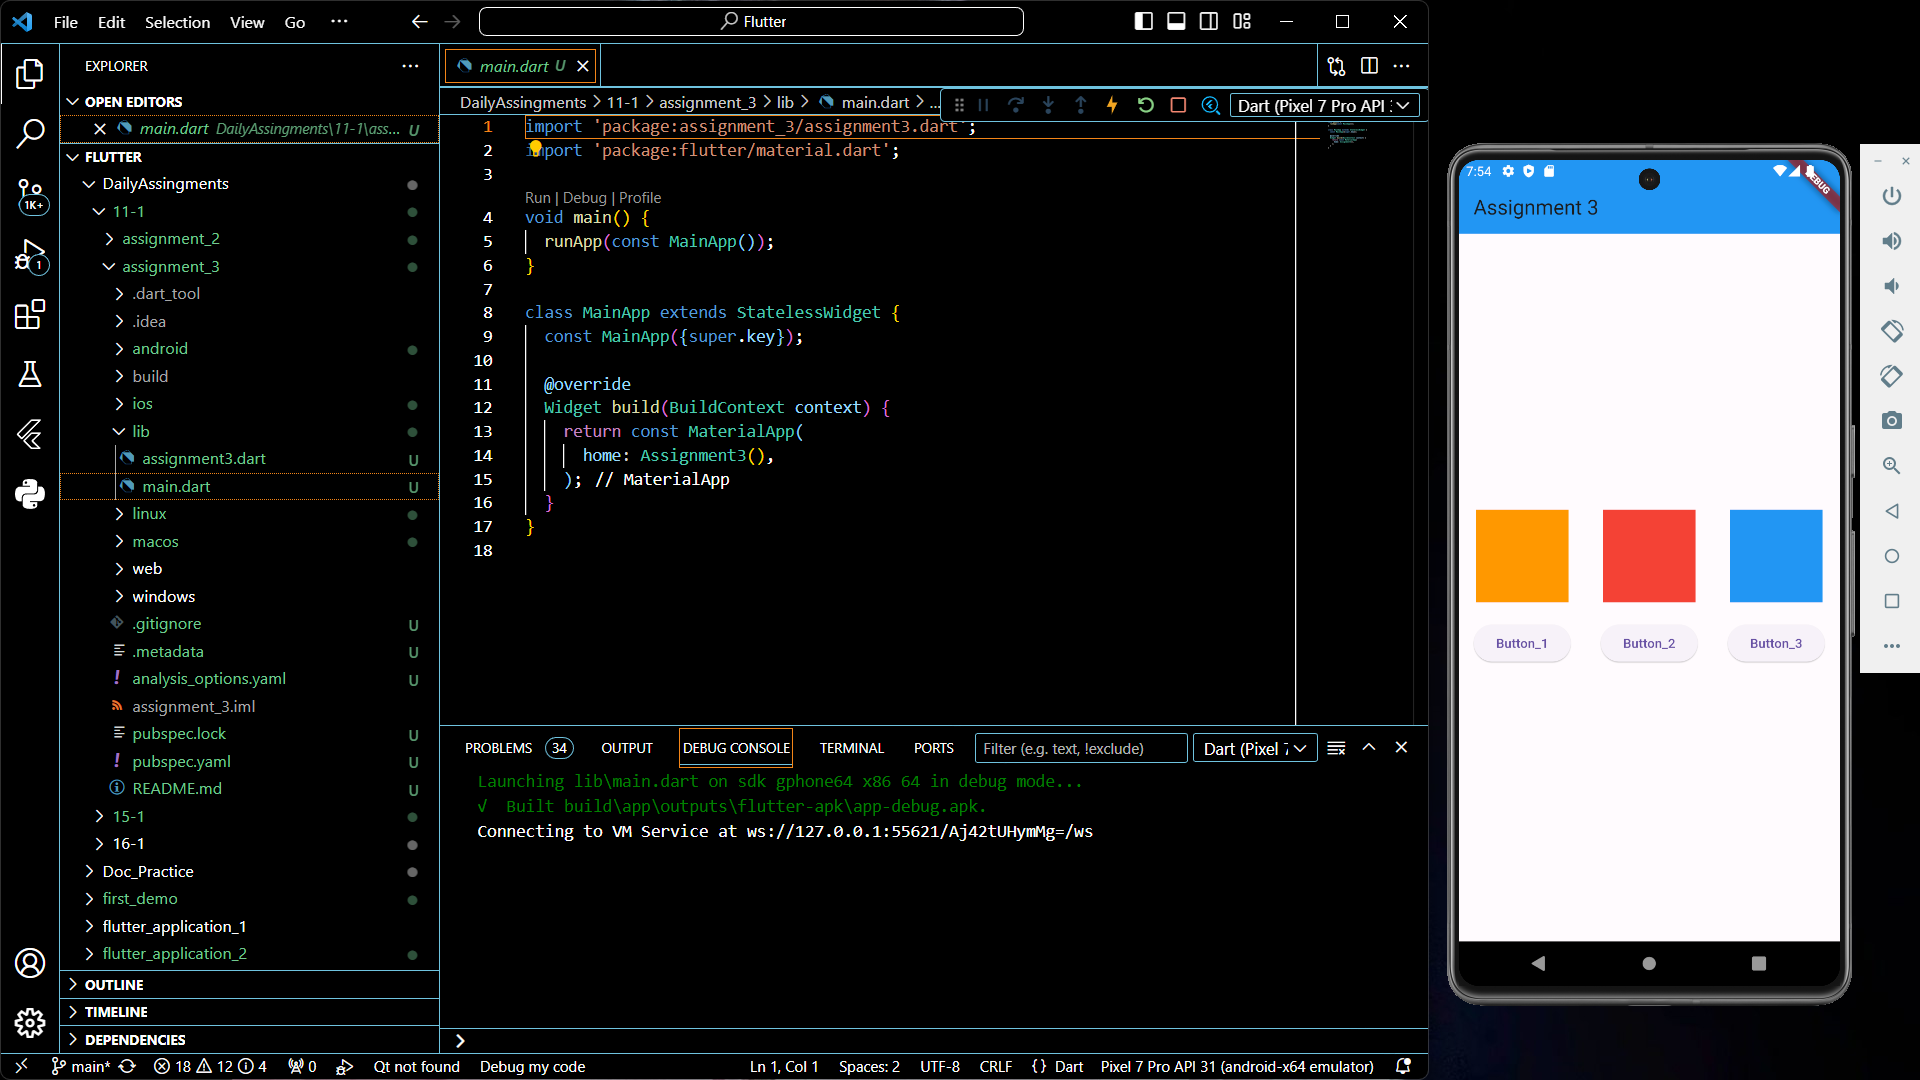 File Edit Selection View Go ··· Flutter
EXPLORER
OPEN EDITORS
main.dart DailyAssingments\11-1\ass... U
FLUTTER
DailyAssingments
11-1
assignment_2
assignment_3
.dart_tool
.idea
android
build
ios
lib
assignment3.dart U
main.dart U
linux
macos
web
windows
.gitignore U
.metadata U
analysis_options.yaml U
assignment_3.iml
pubspec.lock U
pubspec.yaml U
README.md U
15-1
16-1
Doc_Practice
first_demo
flutter_application_1
flutter_application_2
OUTLINE
TIMELINE
DEPENDENCIES
1K+
1
main.dart U
DailyAssingments > 11-1 > assignment_3 > lib > main.dart > ...
Dart (Pixel 7 Pro API :
1 import 'package:assignment_3/assignment3.dart';
2 import 'package:flutter/material.dart';
3
Run | Debug | Profile
4 void main() {
5 runApp(const MainApp());
6 }
7
8 class MainApp extends StatelessWidget {
9 const MainApp({super.key});
10
11 @override
12 Widget build(BuildContext context) {
13 return const MaterialApp(
14 home: Assignment3(),
15 ); // MaterialApp
16 }
17 }
18
PROBLEMS 34 OUTPUT DEBUG CONSOLE TERMINAL PORTS Filter (e.g. text, !exclude) Dart (Pixel 7
Launching lib\main.dart on sdk gphone64 x86 64 in debug mode...
√ Built build\app\outputs\flutter-apk\app-debug.apk.
Connecting to VM Service at ws://127.0.0.1:55621/Aj42tUHymMg=/ws
main* 18 12 4 0 Qt not found Debug my code Ln 1, Col 1 Spaces: 2 UTF-8 CRLF {} Dart Pixel 7 Pro API 31 (android-x64 emulator)
7:54
DEBUG
Assignment 3
Button_1 Button_2 Button_3